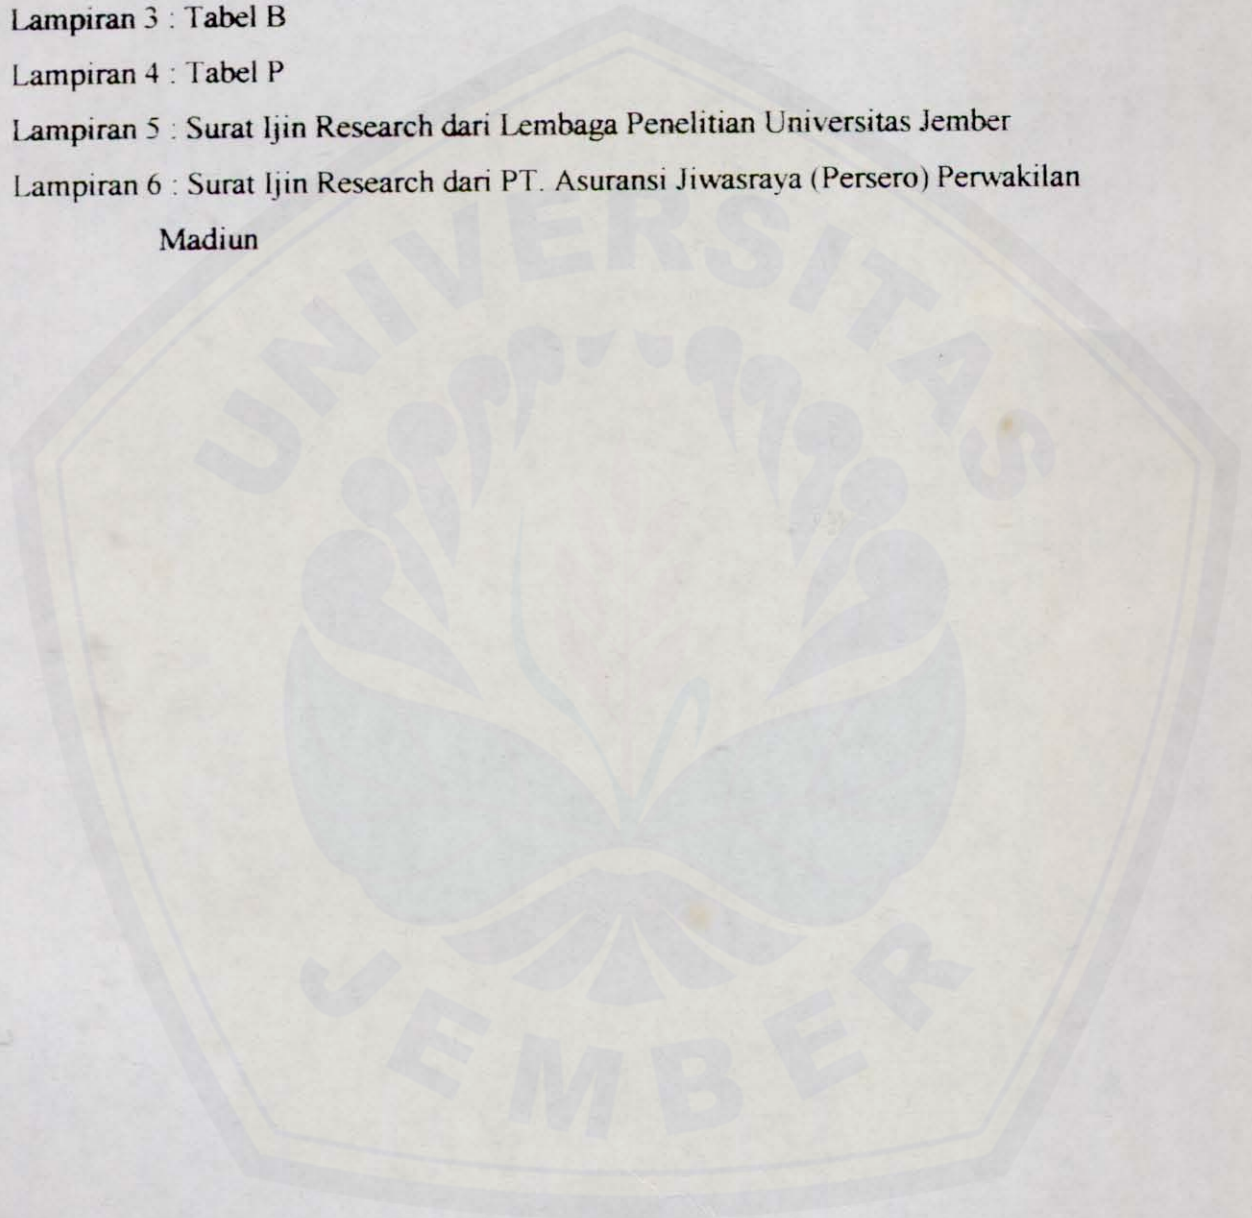 Lampiran 3 : Tabel B
Lampiran 4 : Tabel P
Lampiran 5 : Surat Ijin Research dari Lembaga Penelitian Universitas Jember
Lampiran 6 : Surat Ijin Research dari PT. Asuransi Jiwasraya (Persero) Perwakilan
Madiun
UNIVERSITAS
JEMBER